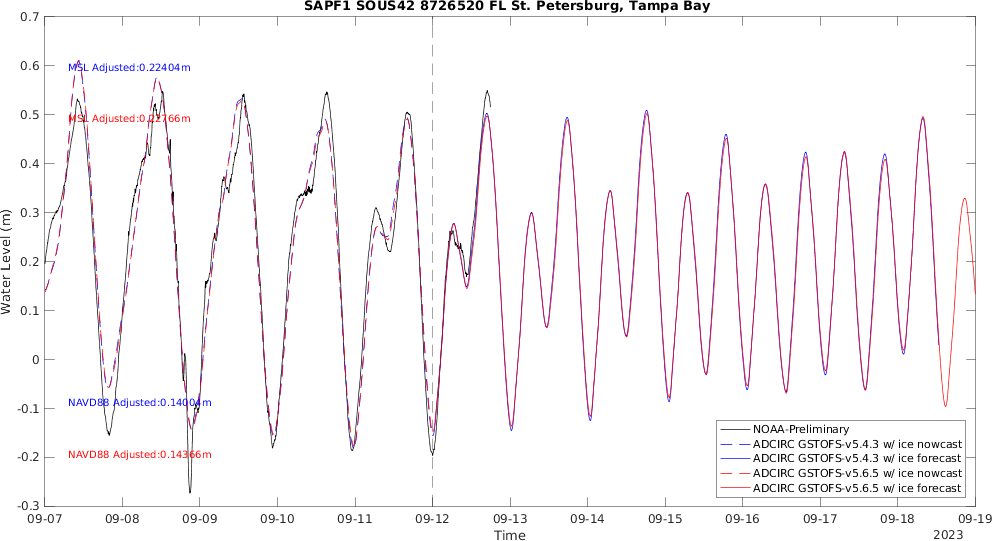 SAPF1 SOUS42 8726520 FL St. Petersburg, Tampa Bay
0.7
0.6
0.5
0.4
0.3
0.2
0.1
0
-0.1
-0.2
-0.3
Water Level (m)
MSL Adjusted:0.22404m
MSL Adjusted:0.22766m
NAVD88 Adjusted:0.14004m
NAVD88 Adjusted:0.14366m
NOAA-Preliminary
ADCIRC GSTOFS-v5.4.3 w/ ice nowcast
ADCIRC GSTOFS-v5.4.3 w/ ice forecast
ADCIRC GSTOFS-v5.6.5 w/ ice nowcast
ADCIRC GSTOFS-v5.6.5 w/ ice forecast
09-07 09-08 09-09 09-10 09-11 09-12 09-13 09-14 09-15 09-16 09-17 09-18 09-19
Time
2023